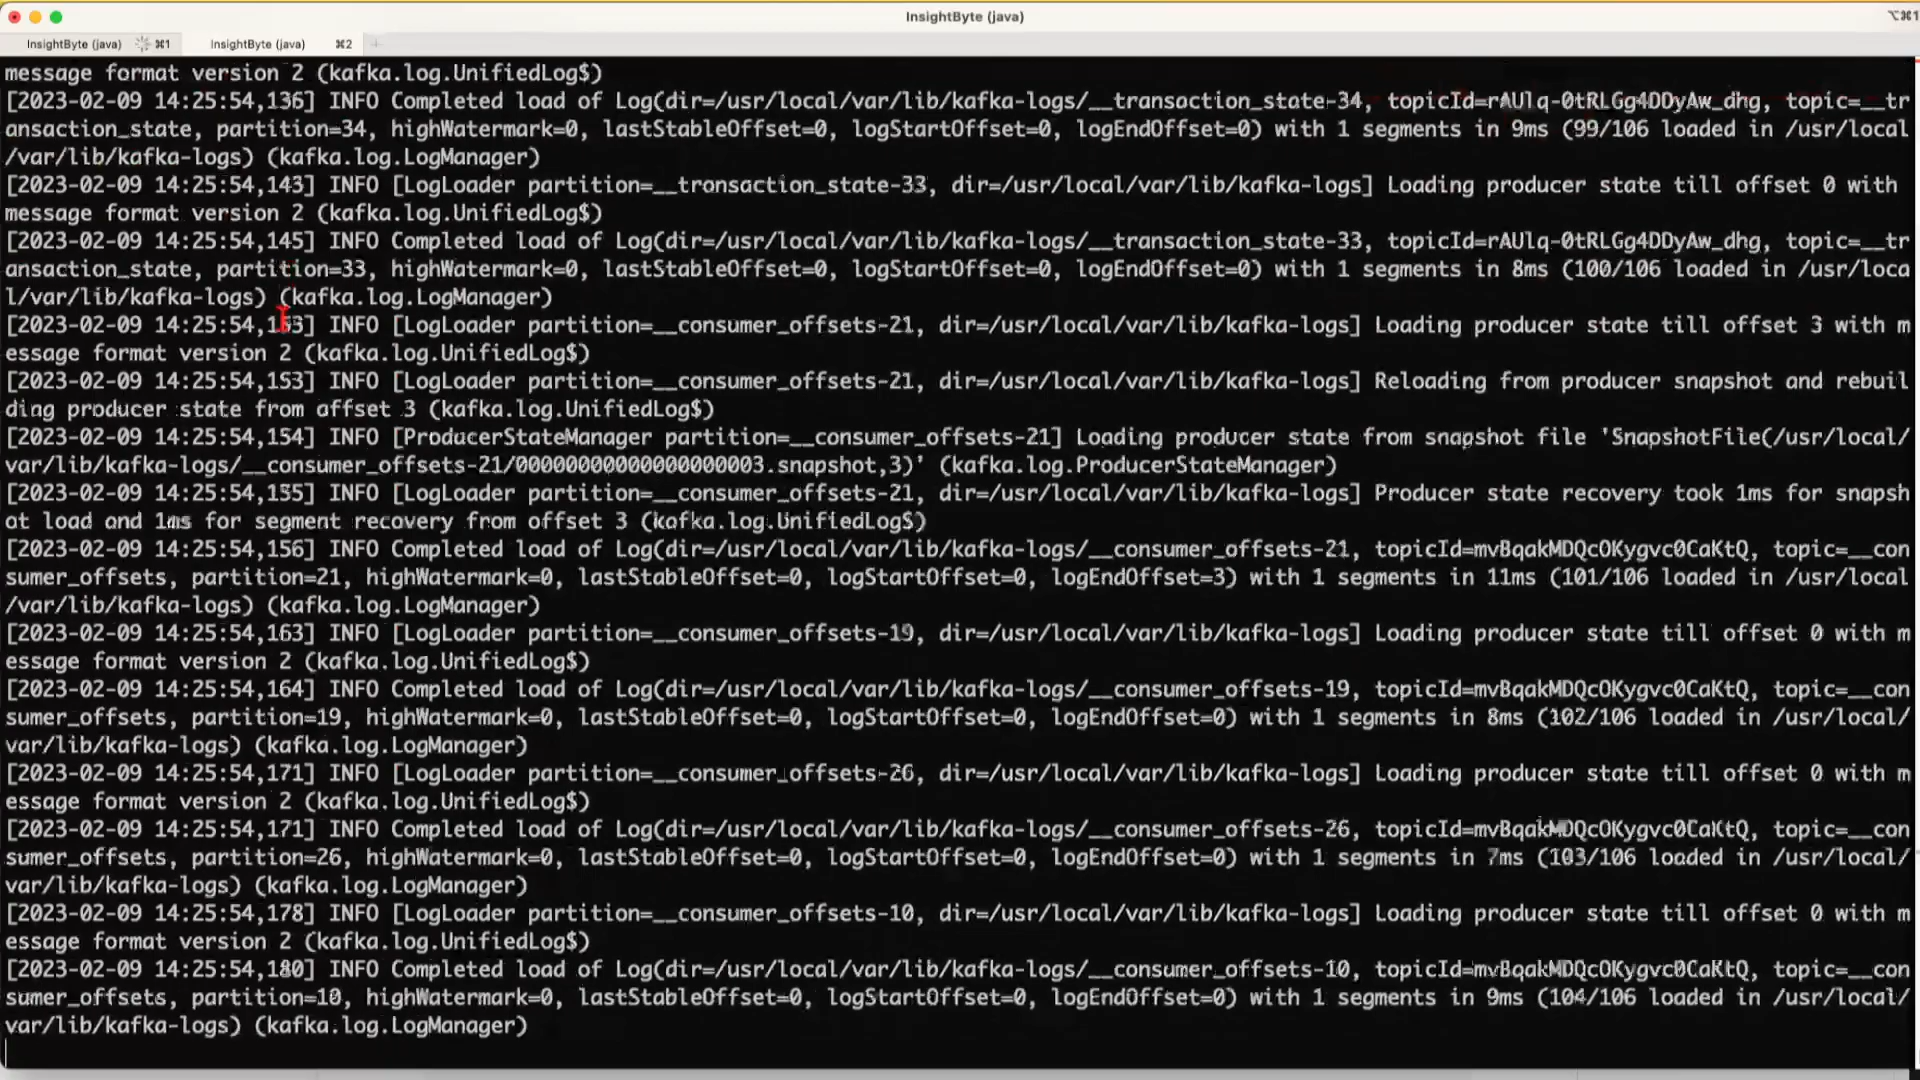 InsightByte (java)
⌥⌘1
InsightByte (java) ⌘1
InsightByte (java) ⌘2
message format version 2 (kafka.log.UnifiedLog$)
[2023-02-09 14:25:54,136] INFO Completed load of Log(dir=/usr/local/var/lib/kafka-logs/__transaction_state-34, topicId=rAUlq-0tRLGg4DDyAw_dhg, topic=__tr
ansaction_state, partition=34, highWatermark=0, lastStableOffset=0, logStartOffset=0, logEndOffset=0) with 1 segments in 9ms (99/106 loaded in /usr/local
/var/lib/kafka-logs) (kafka.log.LogManager)
[2023-02-09 14:25:54,143] INFO [LogLoader partition=__transaction_state-33, dir=/usr/local/var/lib/kafka-logs] Loading producer state till offset 0 with
message format version 2 (kafka.log.UnifiedLog$)
[2023-02-09 14:25:54,145] INFO Completed load of Log(dir=/usr/local/var/lib/kafka-logs/__transaction_state-33, topicId=rAUlq-0tRLGg4DDyAw_dhg, topic=__tr
ansaction_state, partition=33, highWatermark=0, lastStableOffset=0, logStartOffset=0, logEndOffset=0) with 1 segments in 8ms (100/106 loaded in /usr/loca
l/var/lib/kafka-logs) (kafka.log.LogManager)
[2023-02-09 14:25:54,153] INFO [LogLoader partition=__consumer_offsets-21, dir=/usr/local/var/lib/kafka-logs] Loading producer state till offset 3 with m
essage format version 2 (kafka.log.UnifiedLog$)
[2023-02-09 14:25:54,153] INFO [LogLoader partition=__consumer_offsets-21, dir=/usr/local/var/lib/kafka-logs] Reloading from producer snapshot and rebuil
ding producer state from offset 3 (kafka.log.UnifiedLog$)
[2023-02-09 14:25:54,154] INFO [ProducerStateManager partition=__consumer_offsets-21] Loading producer state from snapshot file 'SnapshotFile(/usr/local/
var/lib/kafka-logs/__consumer_offsets-21/00000000000000000003.snapshot,3)' (kafka.log.ProducerStateManager)
[2023-02-09 14:25:54,155] INFO [LogLoader partition=__consumer_offsets-21, dir=/usr/local/var/lib/kafka-logs] Producer state recovery took 1ms for snapsh
ot load and 1ms for segment recovery from offset 3 (kafka.log.UnifiedLog$)
[2023-02-09 14:25:54,156] INFO Completed load of Log(dir=/usr/local/var/lib/kafka-logs/__consumer_offsets-21, topicId=mvBqakMDQcOKygvc0CaKtQ, topic=__con
sumer_offsets, partition=21, highWatermark=0, lastStableOffset=0, logStartOffset=0, logEndOffset=3) with 1 segments in 11ms (101/106 loaded in /usr/local
/var/lib/kafka-logs) (kafka.log.LogManager)
[2023-02-09 14:25:54,163] INFO [LogLoader partition=__consumer_offsets-19, dir=/usr/local/var/lib/kafka-logs] Loading producer state till offset 0 with m
essage format version 2 (kafka.log.UnifiedLog$)
[2023-02-09 14:25:54,164] INFO Completed load of Log(dir=/usr/local/var/lib/kafka-logs/__consumer_offsets-19, topicId=mvBqakMDQcOKygvc0CaKtQ, topic=__con
sumer_offsets, partition=19, highWatermark=0, lastStableOffset=0, logStartOffset=0, logEndOffset=0) with 1 segments in 8ms (102/106 loaded in /usr/local/
var/lib/kafka-logs) (kafka.log.LogManager)
[2023-02-09 14:25:54,171] INFO [LogLoader partition=__consumer_offsets-26, dir=/usr/local/var/lib/kafka-logs] Loading producer state till offset 0 with m
essage format version 2 (kafka.log.UnifiedLog$)
[2023-02-09 14:25:54,171] INFO Completed load of Log(dir=/usr/local/var/lib/kafka-logs/__consumer_offsets-26, topicId=mvBqakMDQcOKygvc0CaKtQ, topic=__con
sumer_offsets, partition=26, highWatermark=0, lastStableOffset=0, logStartOffset=0, logEndOffset=0) with 1 segments in 7ms (103/106 loaded in /usr/local/
var/lib/kafka-logs) (kafka.log.LogManager)
[2023-02-09 14:25:54,178] INFO [LogLoader partition=__consumer_offsets-10, dir=/usr/local/var/lib/kafka-logs] Loading producer state till offset 0 with m
essage format version 2 (kafka.log.UnifiedLog$)
[2023-02-09 14:25:54,180] INFO Completed load of Log(dir=/usr/local/var/lib/kafka-logs/__consumer_offsets-10, topicId=mvBqakMDQcOKygvc0CaKtQ, topic=__con
sumer_offsets, partition=10, highWatermark=0, lastStableOffset=0, logStartOffset=0, logEndOffset=0) with 1 segments in 9ms (104/106 loaded in /usr/local/
var/lib/kafka-logs) (kafka.log.LogManager)